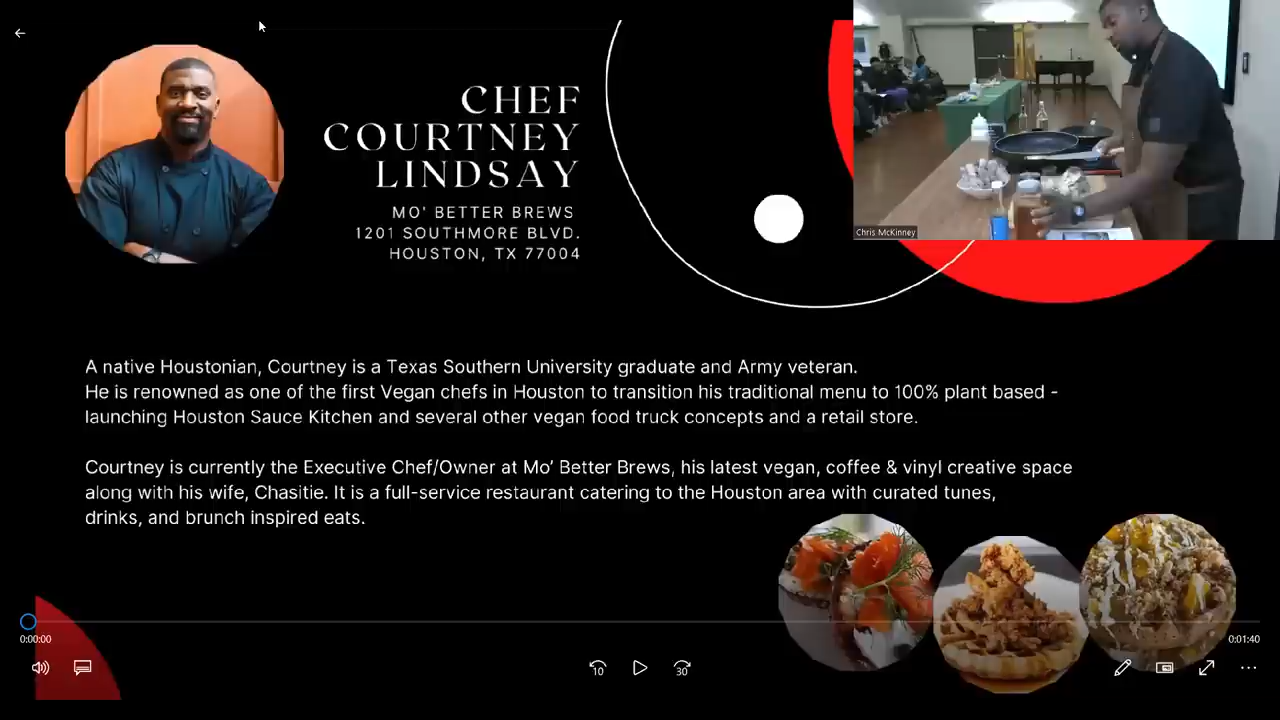 CHEF
COURTNEY
LINDSAY
MO' BETTER BREWS
1201 SOUTHMORE BLVD.
HOUSTON, TX 77004
Chris McKinney
A native Houstonian, Courtney is a Texas Southern University graduate and Army veteran.
He is renowned as one of the first Vegan chefs in Houston to transition his traditional menu to 100% plant based -
launching Houston Sauce Kitchen and several other vegan food truck concepts and a retail store.
Courtney is currently the Executive Chef/Owner at Mo’ Better Brews, his latest vegan, coffee & vinyl creative space
along with his wife, Chasitie. It is a full-service restaurant catering to the Houston area with curated tunes,
drinks, and brunch inspired eats.
0:00:00
0:01:40
10
30